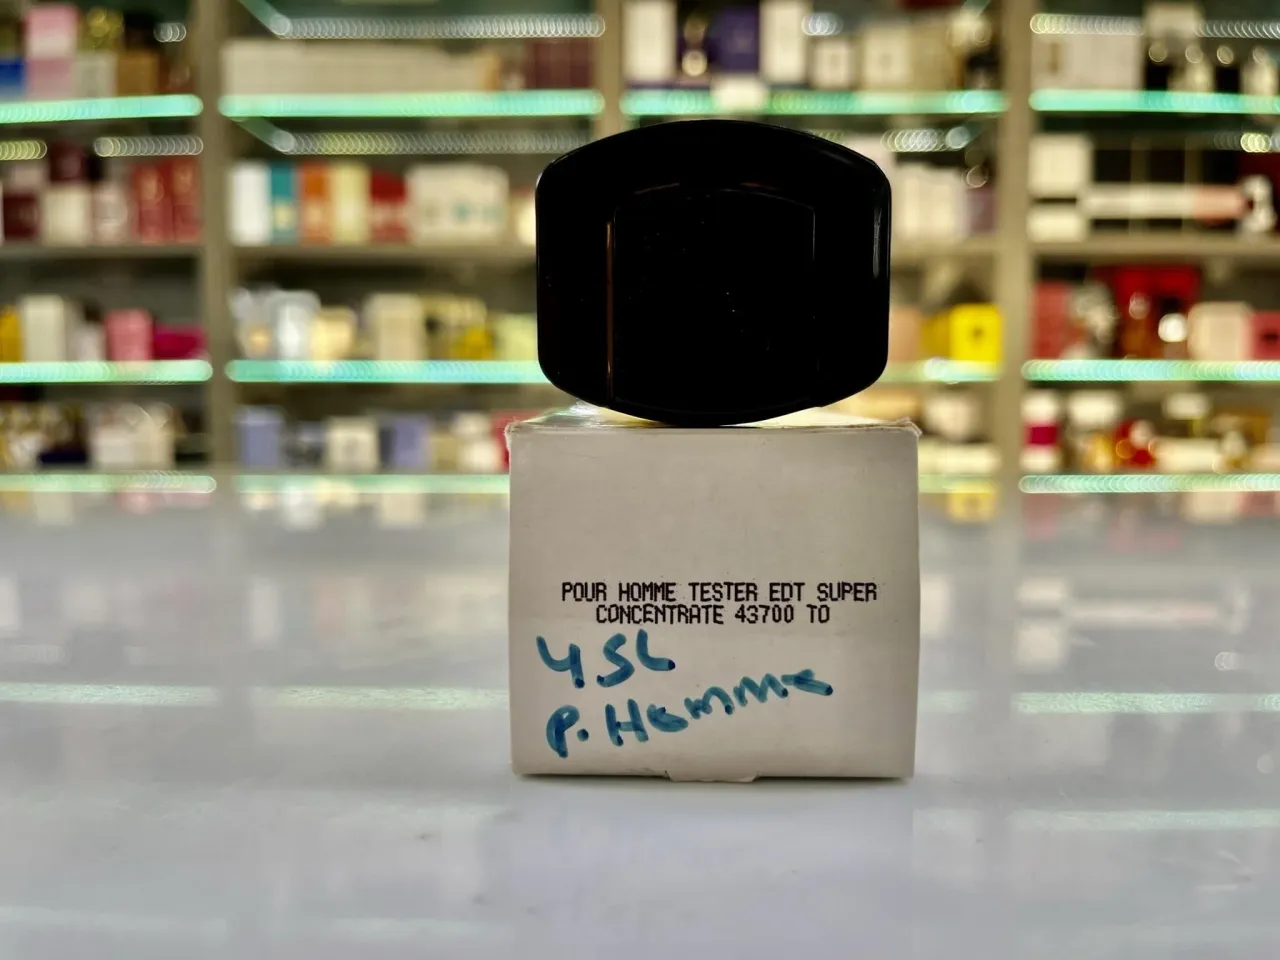 POUR HOMME TESTER EDT SUPER
CONCENTRATE 43700 TO
YSL
P. Homme